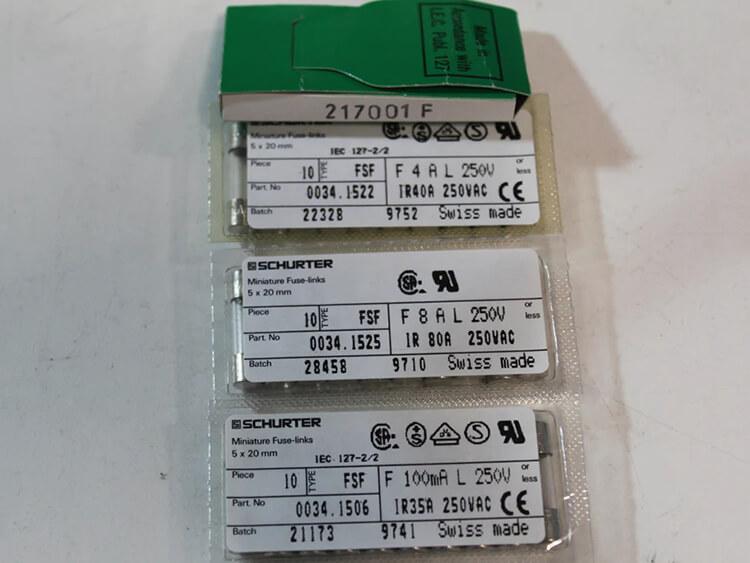 Made in
Accordance with
I.E.C. Publ. 127
217001 F
SCHURTER
Miniature Fuse-links
5 x 20 mm
IEC 127-2/2
Piece 10 TYPE FSF F 4 A L 250V or less
Part. No 0034.1522 IR40A 250VAC CE
Batch 22328 9752 Swiss made
SCHURTER
Miniature Fuse-links
5 x 20 mm
Piece 10 TYPE FSF F 8 A L 250V or less
Part. No 0034.1525 IR 80A 250VAC
Batch 28458 9710 Swiss made
SCHURTER
Miniature Fuse-links
5 x 20 mm
IEC 127-2/2
Piece 10 TYPE FSF F 100mA L 250V or less
Part. No 0034.1506 IR35A 250VAC CE
Batch 21173 9741 Swiss made